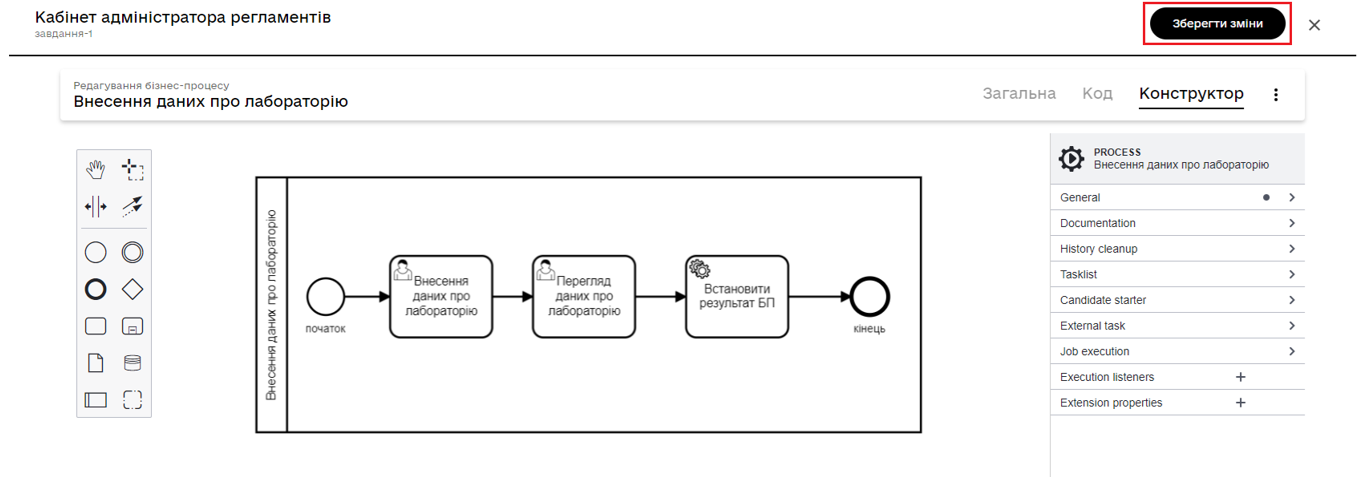 Кабінет адміністратора регламентів
завдання-1
Зберегти зміни
Редагування бізнес-процесу
Внесення даних про лабораторію
Загальна
Код
Конструктор
Внесення даних про лабораторію
початок
Внесення
даних про
лабораторію
Перегляд
даних про
лабораторію
Встановити
результат БП
кінець
PROCESS
Внесення даних про лабораторію
General
Documentation
History cleanup
Tasklist
Candidate starter
External task
Job execution
Execution listeners
Extension properties